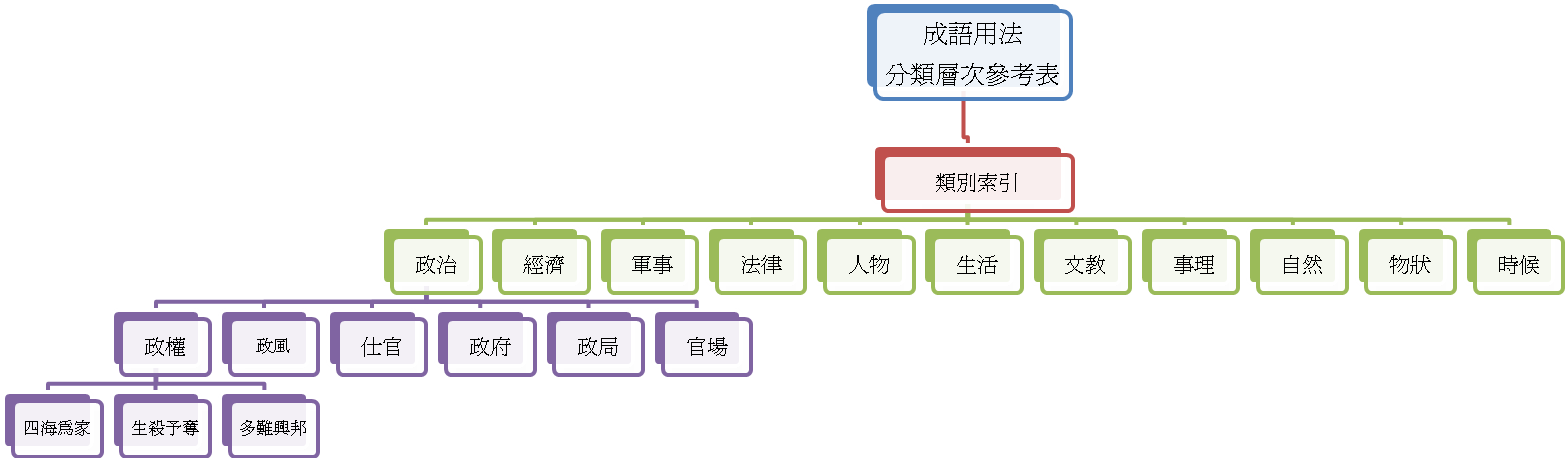 成語用法
分類層次參考表
類別索引
政治
經濟
軍事
法律
人物
生活
文教
事理
自然
物狀
時候
政權
政風
仕官
政府
政局
官場
四海為家
生殺予奪
多難興邦